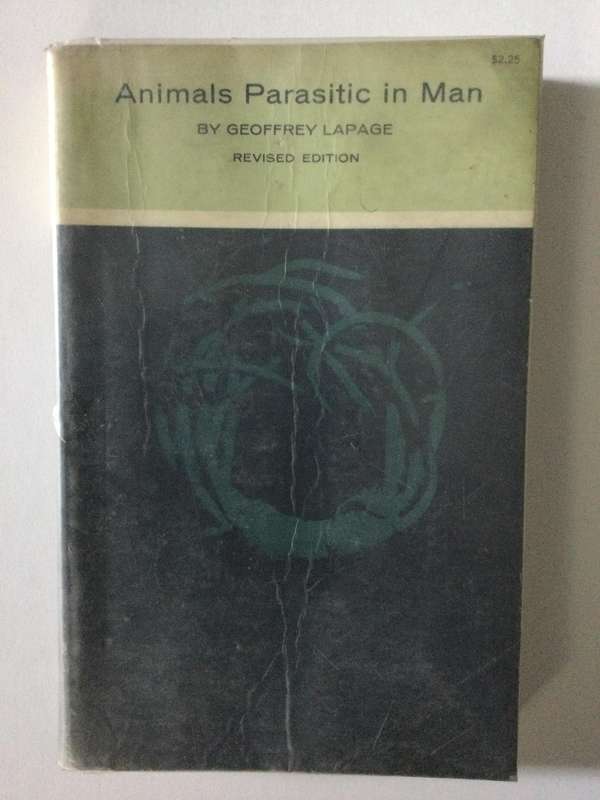 $2.25
Animals Parasitic in Man
BY GEOFFREY LAPAGE
REVISED EDITION